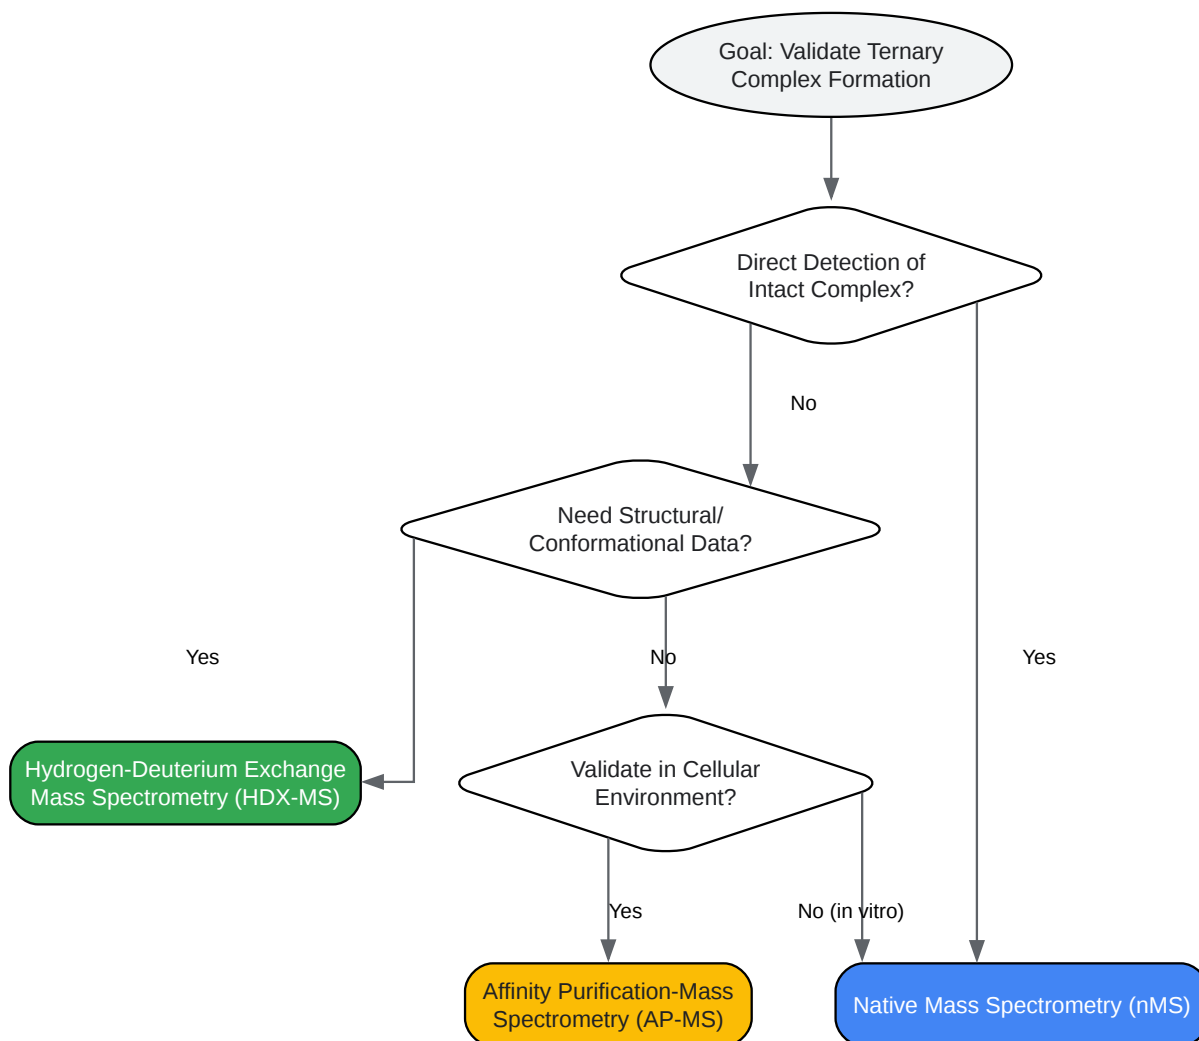 Goal: Validate Ternary
Complex Formation
Direct Detection of
Intact Complex?
No
Need Structural/
Conformational Data?
Yes
No
Yes
Hydrogen-Deuterium Exchange
Mass Spectrometry (HDX-MS)
Validate in Cellular
Environment?
Yes
No (in vitro)
Affinity Purification-Mass
Spectrometry (AP-MS)
Native Mass Spectrometry (nMS)